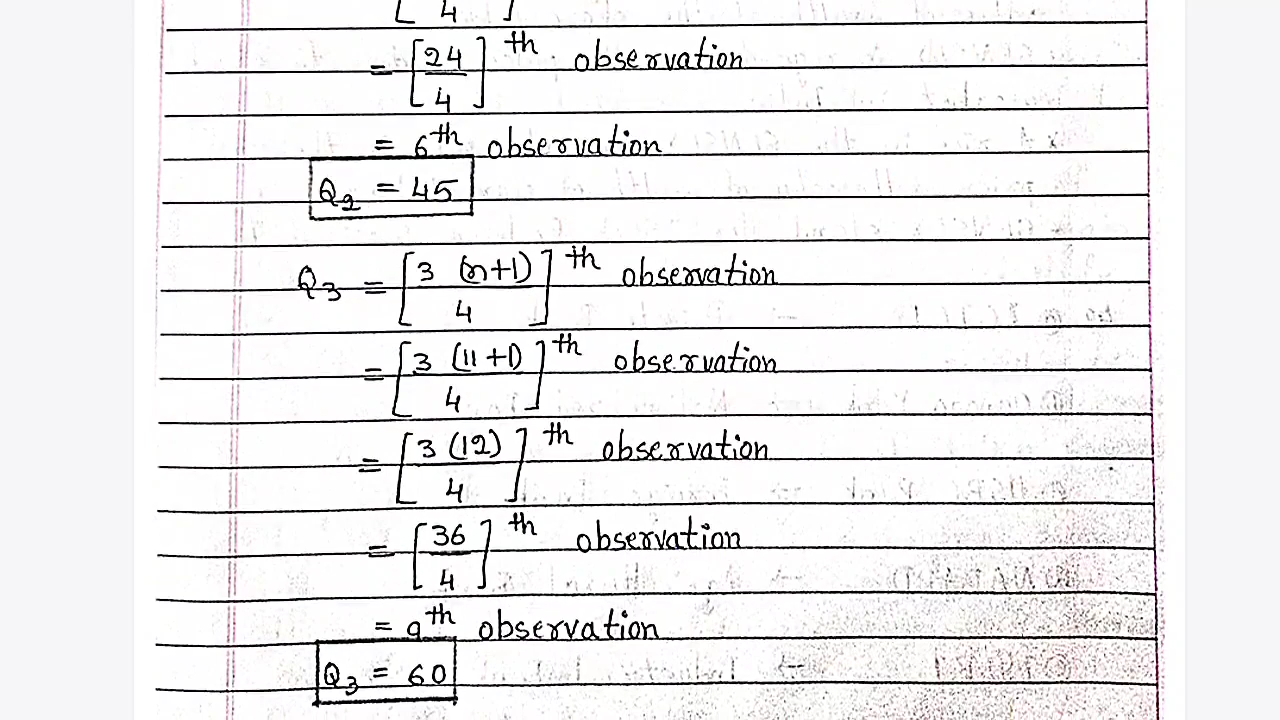 4
= [24/4]th observation
= 6th observation
Q2 = 45
Q3 = [3 (n+1)/4]th observation
= [3 (11+1)/4]th observation
= [3 (12)/4]th observation
= [36/4]th observation
= 9th observation
Q3 = 60